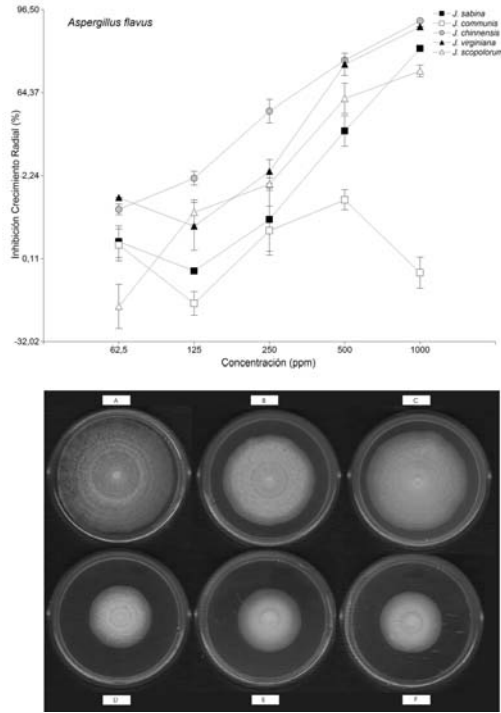 Aspergillus flavus
J. sabina
J. communis
J. chinnensis
J. virginiana
J. scopolorum
96,50
64,37
2,24
0,11
-32,02
Inhibición Crecimiento Radial (%)
62,5 125 250 500 1000
Concentración (ppm)
A B C
D E F